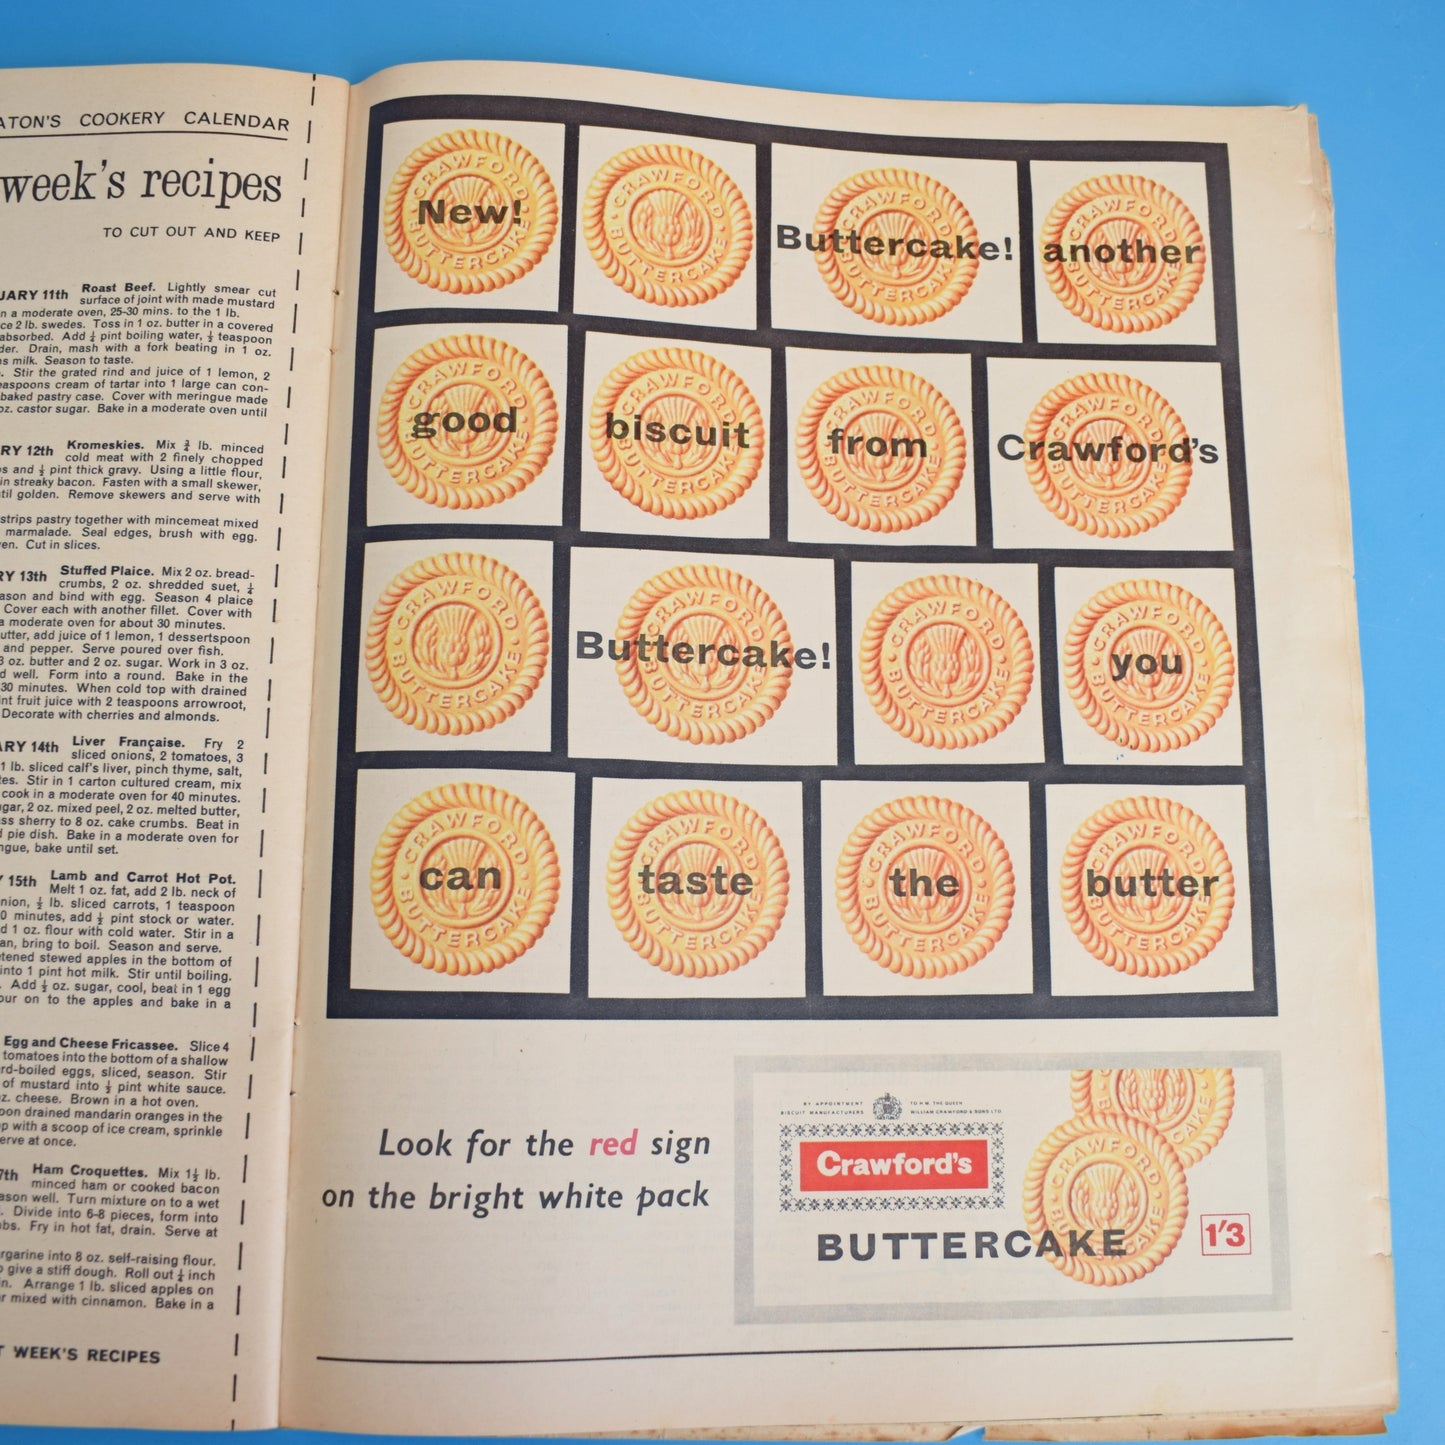 ATON'S COOKERY CALENDAR
week's recipes
TO CUT OUT AND KEEP
UARY 11th Roast Beef. Lightly smear cut
surface of joint with made mustard
n a moderate oven, 25-30 mins. to the 1 lb.
ce 2 lb. swedes. Toss in 1 oz. butter in a covered
absorbed. Add ¼ pint boiling water, ½ teaspoon
der. Drain, mash with a fork beating in 1 oz.
ns milk. Season to taste.
. Stir the grated rind and juice of 1 lemon, 2
easpoons cream of tartar into 1 large can con-
baked pastry case. Cover with meringue made
oz. castor sugar. Bake in a moderate oven until
RY 12th Kromeskies. Mix ¾ lb. minced
cold meat with 2 finely chopped
s and ½ pint thick gravy. Using a little flour,
in streaky bacon. Fasten with a small skewer,
til golden. Remove skewers and serve with
strips pastry together with mincemeat mixed
marmalade. Seal edges, brush with egg.
en. Cut in slices.
RY 13th Stuffed Plaice. Mix 2 oz. bread-
crumbs, 2 oz. shredded suet, ¼
ason and bind with egg. Season 4 plaice
Cover each with another fillet. Cover with
a moderate oven for about 30 minutes.
utter, add juice of 1 lemon, 1 dessertspoon
and pepper. Serve poured over fish.
3 oz. butter and 2 oz. sugar. Work in 3 oz.
d well. Form into a round. Bake in the
30 minutes. When cold top with drained
nt fruit juice with 2 teaspoons arrowroot,
Decorate with cherries and almonds.
ARY 14th Liver Française. Fry 2
sliced onions, 2 tomatoes, 3
1 lb. sliced calf's liver, pinch thyme, salt,
tes. Stir in 1 carton cultured cream, mix
cook in a moderate oven for 40 minutes.
gar, 2 oz. mixed peel, 2 oz. melted butter,
ss sherry to 8 oz. cake crumbs. Beat in
d pie dish. Bake in a moderate oven for
ngue, bake until set.
Y 15th Lamb and Carrot Hot Pot.
Melt 1 oz. fat, add 2 lb. neck of
nion, ½ lb. sliced carrots, 1 teaspoon
0 minutes, add ½ pint stock or water.
d 1 oz. flour with cold water. Stir in a
an, bring to boil. Season and serve.
tened stewed apples in the bottom of
into 1 pint hot milk. Stir until boiling.
. Add ½ oz. sugar, cool, beat in 1 egg
our on to the apples and bake in a
Egg and Cheese Fricassee. Slice 4
tomatoes into the bottom of a shallow
rd-boiled eggs, sliced, season. Stir
of mustard into ½ pint white sauce.
z. cheese. Brown in a hot oven.
oon drained mandarin oranges in the
p with a scoop of ice cream, sprinkle
erve at once.
7th Ham Croquettes. Mix 1½ lb.
minced ham or cooked bacon
ason well. Turn mixture on to a wet
. Divide into 6-8 pieces, form into
bs. Fry in hot fat, drain. Serve at
rgarine into 8 oz. self-raising flour.
o give a stiff dough. Roll out ¼ inch
n. Arrange 1 lb. sliced apples on
r mixed with cinnamon. Bake in a
T WEEK'S RECIPES
New! Buttercake! another
good biscuit from Crawford's
Buttercake! you
can taste the butter
Look for the red sign
on the bright white pack
BY APPOINTMENT TO H.M. THE QUEEN
BISCUIT MANUFACTURERS WILLIAM CRAWFORD & SONS LTD.
Crawford's
BUTTERCAKE
1'3
CRAWFORD
BUTTERCAKE